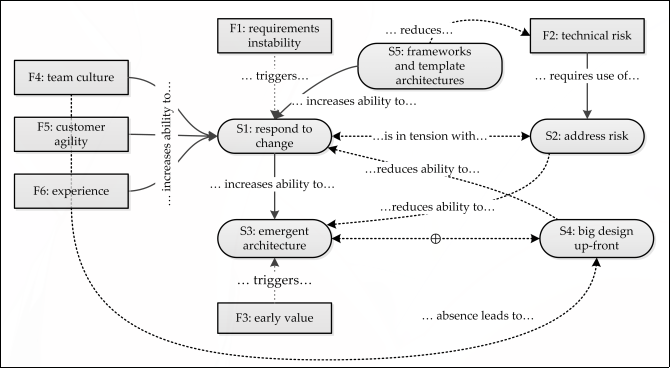 F1: requirements
instability
… reduces…
F2: technical risk
S5: frameworks
and template
architectures
F4: team culture
… triggers…
… requires use of…
… increases ability to…
… increases ability to…
F5: customer
agility
S1: respond to
change
…is in tension with…
S2: address risk
…reduces ability to…
F6: experience
… increases ability to…
…reduces ability to…
S3: emergent
architecture
S4: big design
up-front
… triggers…
F3: early value
… absence leads to…